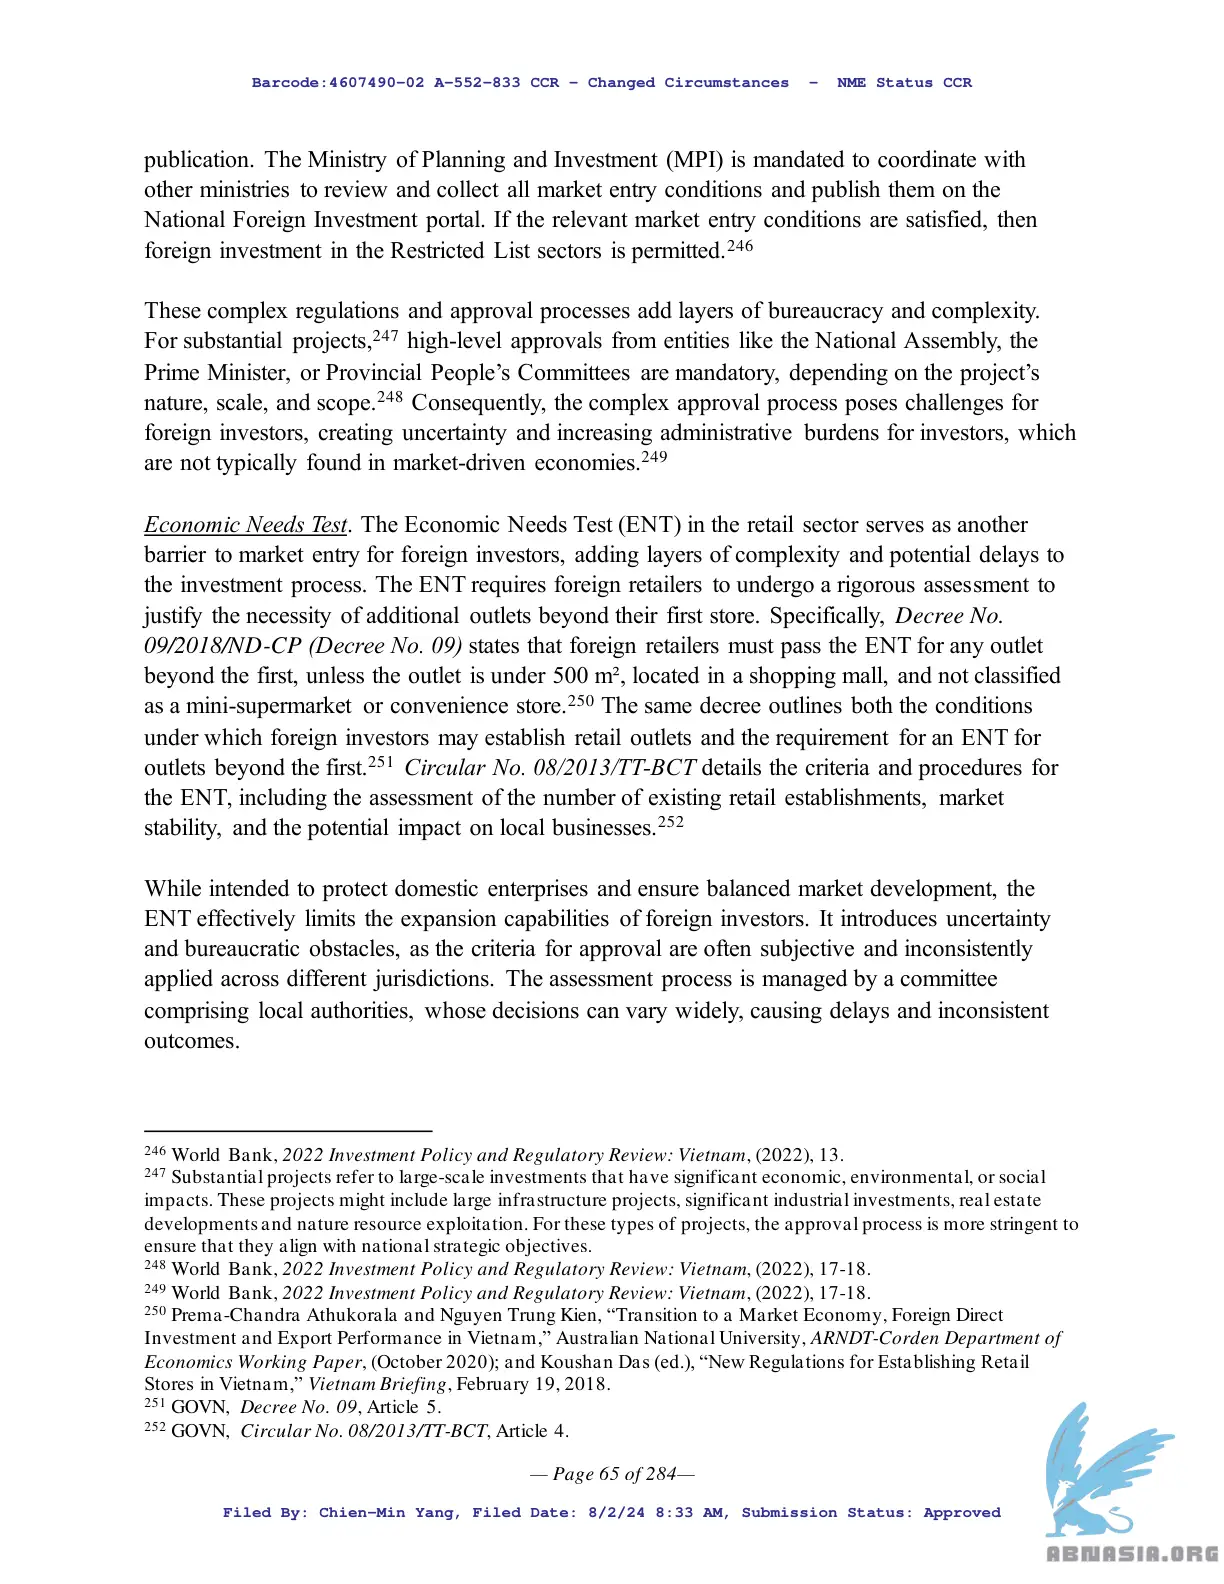 Barcode:4607490-02 A-552-833 CCR - Changed Circumstances - NME Status CCR
publication. The Ministry of Planning and Investment (MPI) is mandated to coordinate with
other ministries to review and collect all market entry conditions and publish them on the
National Foreign Investment portal. If the relevant market entry conditions are satisfied, then
foreign investment in the Restricted List sectors is permitted.246
These complex regulations and approval processes add layers of bureaucracy and complexity.
For substantial projects,247 high-level approvals from entities like the National Assembly, the
Prime Minister, or Provincial People’s Committees are mandatory, depending on the project’s
nature, scale, and scope.248 Consequently, the complex approval process poses challenges for
foreign investors, creating uncertainty and increasing administrative burdens for investors, which
are not typically found in market-driven economies.249
Economic Needs Test. The Economic Needs Test (ENT) in the retail sector serves as another
barrier to market entry for foreign investors, adding layers of complexity and potential delays to
the investment process. The ENT requires foreign retailers to undergo a rigorous assessment to
justify the necessity of additional outlets beyond their first store. Specifically, Decree No.
09/2018/ND-CP (Decree No. 09) states that foreign retailers must pass the ENT for any outlet
beyond the first, unless the outlet is under 500 m², located in a shopping mall, and not classified
as a mini-supermarket or convenience store.250 The same decree outlines both the conditions
under which foreign investors may establish retail outlets and the requirement for an ENT for
outlets beyond the first.251 Circular No. 08/2013/TT-BCT details the criteria and procedures for
the ENT, including the assessment of the number of existing retail establishments, market
stability, and the potential impact on local businesses.252
While intended to protect domestic enterprises and ensure balanced market development, the
ENT effectively limits the expansion capabilities of foreign investors. It introduces uncertainty
and bureaucratic obstacles, as the criteria for approval are often subjective and inconsistently
applied across different jurisdictions. The assessment process is managed by a committee
comprising local authorities, whose decisions can vary widely, causing delays and inconsistent
outcomes.
246 World Bank, 2022 Investment Policy and Regulatory Review: Vietnam, (2022), 13.
247 Substantial projects refer to large-scale investments that have significant economic, environmental, or social
impacts. These projects might include large infrastructure projects, significant industrial investments, real estate
developments and nature resource exploitation. For these types of projects, the approval process is more stringent to
ensure that they align with national strategic objectives.
248 World Bank, 2022 Investment Policy and Regulatory Review: Vietnam, (2022), 17-18.
249 World Bank, 2022 Investment Policy and Regulatory Review: Vietnam, (2022), 17-18.
250 Prema-Chandra Athukorala and Nguyen Trung Kien, “Transition to a Market Economy, Foreign Direct
Investment and Export Performance in Vietnam,” Australian National University, ARNDT-Corden Department of
Economics Working Paper, (October 2020); and Koushan Das (ed.), “New Regulations for Establishing Retail
Stores in Vietnam,” Vietnam Briefing, February 19, 2018.
251 GOVN, Decree No. 09, Article 5.
252 GOVN, Circular No. 08/2013/TT-BCT, Article 4.
— Page 65 of 284—
Filed By: Chien-Min Yang, Filed Date: 8/2/24 8:33 AM, Submission Status: Approved
ABNASIA.ORG